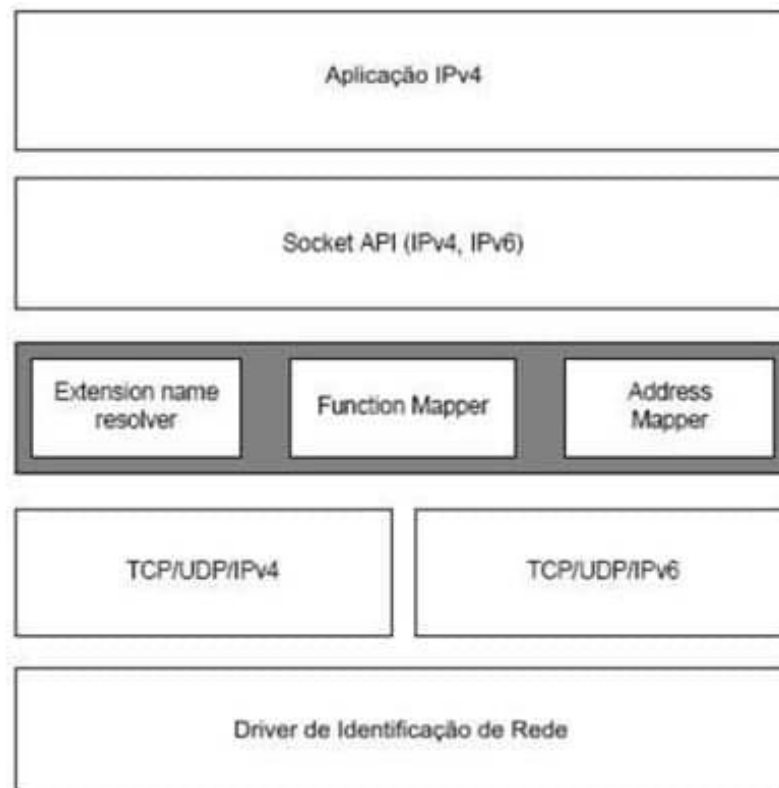 Aplicação IPv4
Socket API (IPv4, IPv6)
Extension name
resolver
Function Mapper
Address
Mapper
TCP/UDP/IPv4
TCP/UDP/IPv6
Driver de Identificação de Rede